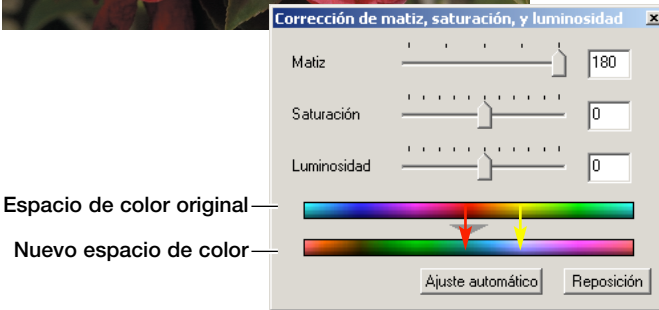 Corrección de matiz, saturación, y luminosidad
Matiz
180
Saturación
0
Luminosidad
0
Espacio de color original
Nuevo espacio de color
Ajuste automático
Reposición